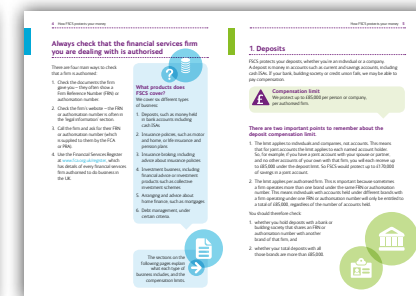 4 How FSCS protects your money
Always check that the financial services firm
you are dealing with is authorised
There are four main ways to check
that a firm is authorised:
1. Check the documents the firm
give you – they often show a
Firm Reference Number (FRN) or
authorisation number.
2. Check the firm's website – the FRN
or authorisation number is often in
the legal information section.
3. Call the firm and ask for their FRN
or authorisation number (which
is supplied to them by the FCA
or PRA).
4. Use the Financial Services Register
which
has details of every financial services
firm authorised to do business in
the UK.
What products does
FSCS cover?
We cover six different
types of business:
1. Deposits, such as money held
in bank accounts including
cash ISAs
2. Insurance policies, such as motor
and home, or life insurance and
pension plans
3. Insurance broking, including
advice about insurance policies
4. Investment business, including
financial advice or investment
products such as collective
investment schemes
5. Arranging and advice about
home finance, such as mortgages
6. Debt management, under
certain criteria.
The sections on the
following pages explain
what each type of
business includes, and the
compensation limits.
How FSCS protects your money 5
1. Deposits
FSCS protects your deposits, whether you're an individual or a company.
A deposit is money in accounts such as current and savings accounts, including
cash ISAs. If your bank, building society or credit union fails, we may be able to
pay compensation.
£
Compensation limit
We protect up to £85,000 per person or company,
per authorised firm.
There are two important points to remember about the
deposit compensation limit.
1. The limit applies to individuals and companies, not accounts. This means
that for joint accounts the limit applies to each named account holder.
So, for example, if you have a joint account with your spouse or partner,
and no other accounts of your own with that firm, you will each receive up
to £85,000 under the deposit limit. So FSCS would protect up to £170,000
of savings in a joint account.
2. The limit applies per authorised firm. This is important because sometimes
a firm operates more than one brand under the same FRN or authorisation
number. This means individuals with accounts held under different brands with
a firm operating under one FRN or authorisation number will only be entitled to
a total of £85,000, regardless of the number of accounts held.
You should therefore check:
1. whether you hold deposits with a bank or
building society that shares an FRN or
authorisation number with another
brand of that firm, and
2. whether your total deposits with all
those brands are more than £85,000.